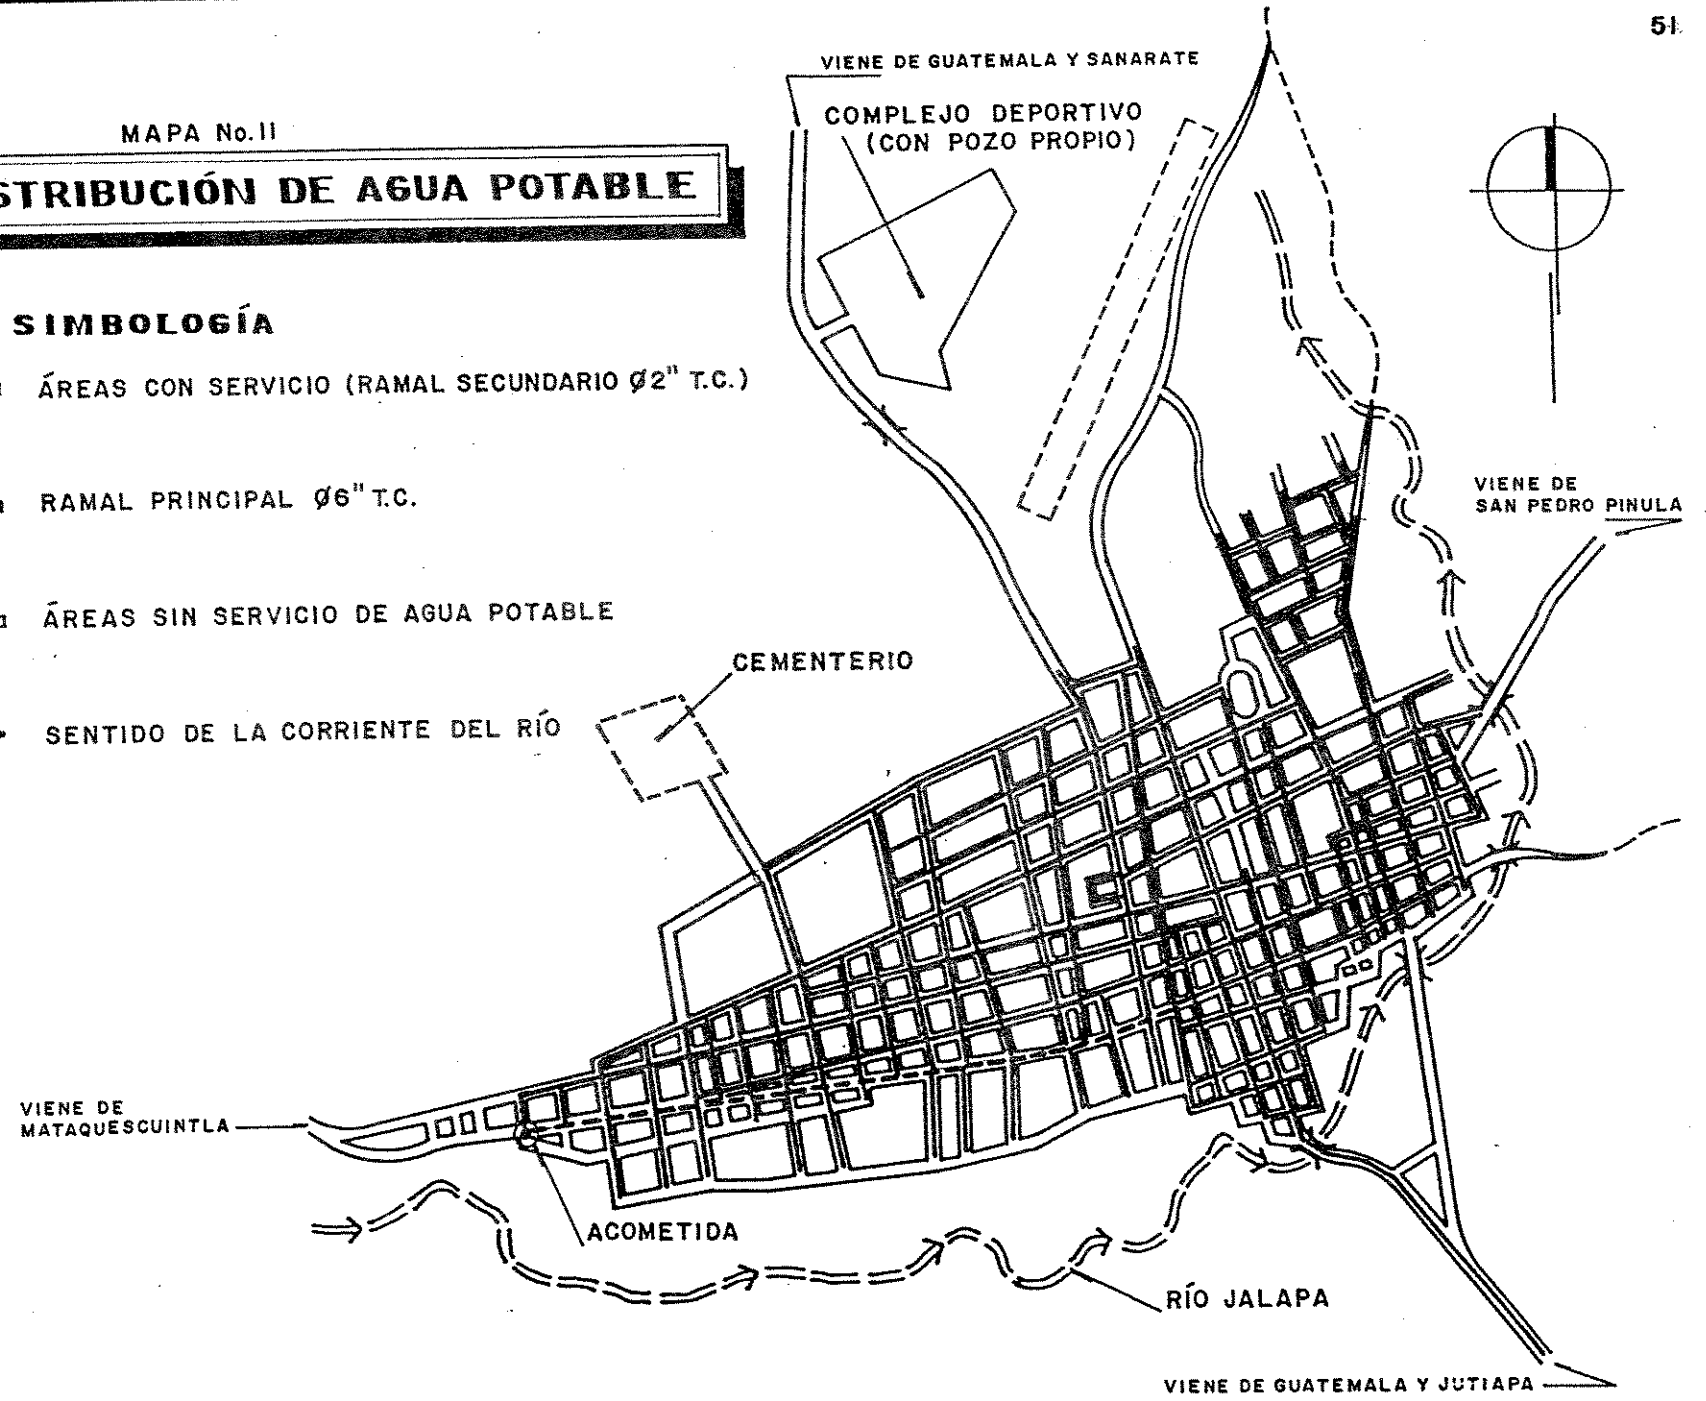 51
VIENE DE GUATEMALA Y SANARATE
COMPLEJO DEPORTIVO
(CON POZO PROPIO)
MAPA No.11
STRIBUCIÓN DE AGUA POTABLE
SIMBOLOGÍA
ÁREAS CON SERVICIO (RAMAL SECUNDARIO Ø2" T.C.)
RAMAL PRINCIPAL Ø6" T.C.
ÁREAS SIN SERVICIO DE AGUA POTABLE
SENTIDO DE LA CORRIENTE DEL RÍO
VIENE DE
SAN PEDRO PINULA
CEMENTERIO
VIENE DE
MATAQUESCUINTLA
ACOMETIDA
RÍO JALAPA
VIENE DE GUATEMALA Y JUTIAPA